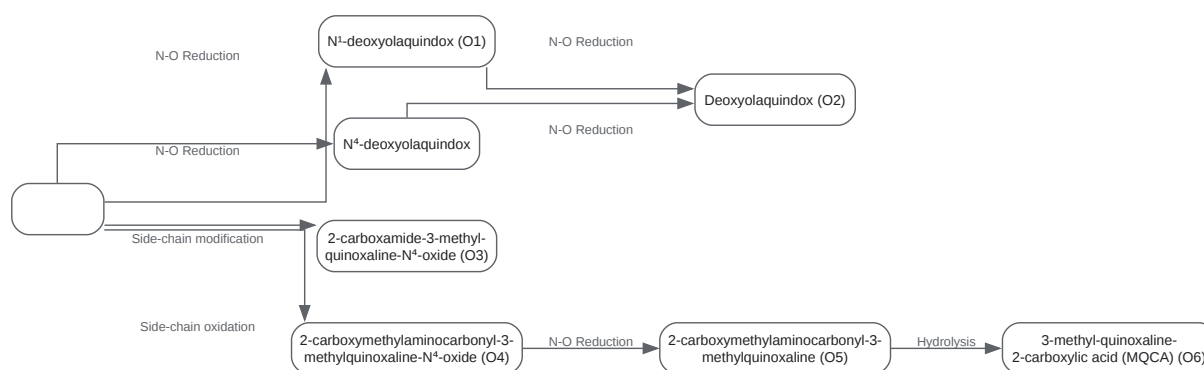 N¹-deoxyolaquindox (O1)
N-O Reduction
N-O Reduction
Deoxyolaquindox (O2)
N-O Reduction
N⁴-deoxyolaquindox
N-O Reduction
Side-chain modification
2-carboxamide-3-methyl-
quinoxaline-N⁴-oxide (O3)
Side-chain oxidation
2-carboxymethylaminocarbonyl-3-
methylquinoxaline-N⁴-oxide (O4)
N-O Reduction
2-carboxymethylaminocarbonyl-3-
methylquinoxaline (O5)
Hydrolysis
3-methyl-quinoxaline-
2-carboxylic acid (MQCA) (O6)